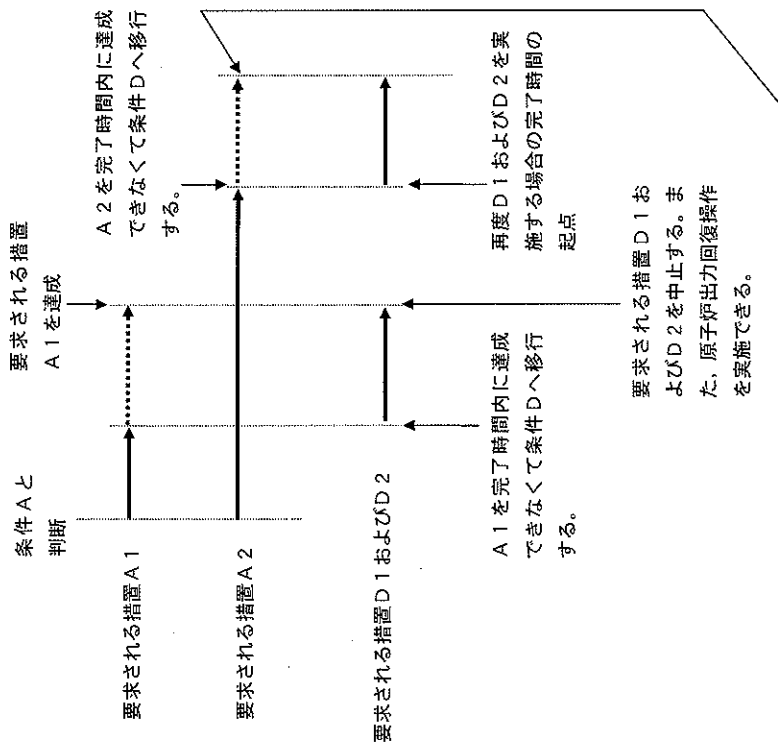 条件Aと
判断
要求される措置
A1を達成
A2を完了時間内に達成
できなくて条件Dへ移行
する。
要求される措置A1
要求される措置A2
要求される措置D1およびD2
A1を完了時間内に達成
できなくて条件Dへ移行
する。
再度D1およびD2を実
施する場合の完了時間の
起点
要求される措置D1お
よびD2を中止する。ま
た，原子炉出力回復操作
を実施できる。